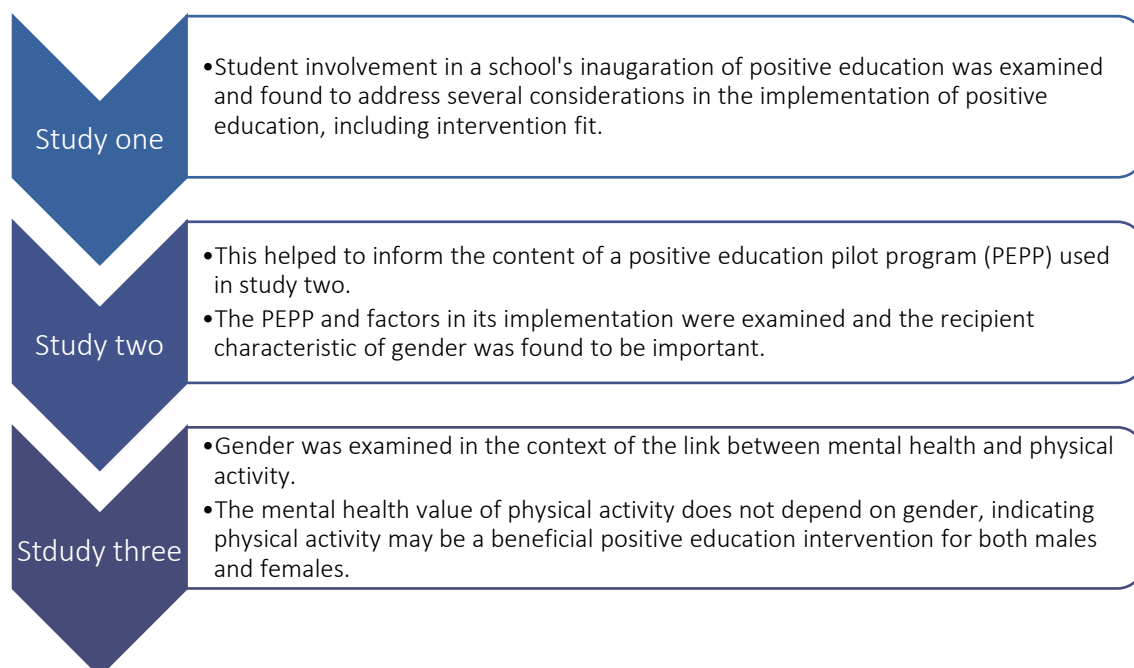 Study one
•Student involvement in a school's inaugaration of positive education was examined
and found to address several considerations in the implementation of positive
education, including intervention fit.
Study two
•This helped to inform the content of a positive education pilot program (PEPP) used
in study two.
•The PEPP and factors in its implementation were examined and the recipient
characteristic of gender was found to be important.
Stdudy three
•Gender was examined in the context of the link between mental health and physical
activity.
•The mental health value of physical activity does not depend on gender, indicating
physical activity may be a beneficial positive education intervention for both males
and females.